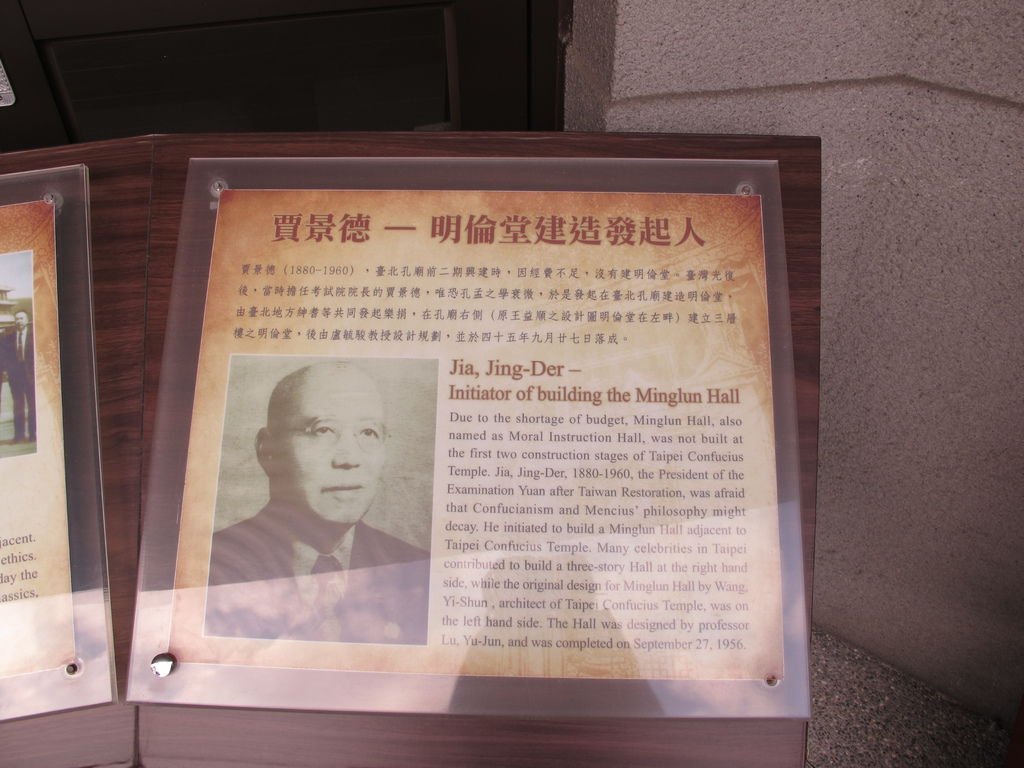 賈景德 — 明倫堂建造發起人
賈景德 (1880-1960) ，臺北孔廟前二期興建時，因經費不足，沒有建明倫堂。臺灣光復
後，當時擔任考試院院長的賈景德，唯恐孔孟之學衰微，於是發起在臺北孔廟建造明倫堂，
由臺北地方紳耆等共同發起樂捐，在孔廟右側 (原王益順之設計圖明倫堂在左畔) 建立三層
樓之明倫堂，後由盧毓駿教授設計規劃，並於四十五年九月廿七日落成。
Jia, Jing-Der –
Initiator of building the Minglun Hall
Due to the shortage of budget, Minglun Hall, also
named as Moral Instruction Hall, was not built at
the first two construction stages of Taipei Confucius
Temple. Jia, Jing-Der, 1880-1960, the President of the
Examination Yuan after Taiwan Restoration, was afraid
that Confucianism and Mencius' philosophy might
decay. He initiated to build a Minglun Hall adjacent to
Taipei Confucius Temple. Many celebrities in Taipei
contributed to build a three-story Hall at the right hand
side, while the original design for Minglun Hall by Wang,
Yi-Shun , architect of Taipei Confucius Temple, was on
the left hand side. The Hall was designed by professor
Lu, Yu-Jun, and was completed on September 27, 1956.
jacent.
ethics.
day the
assics,